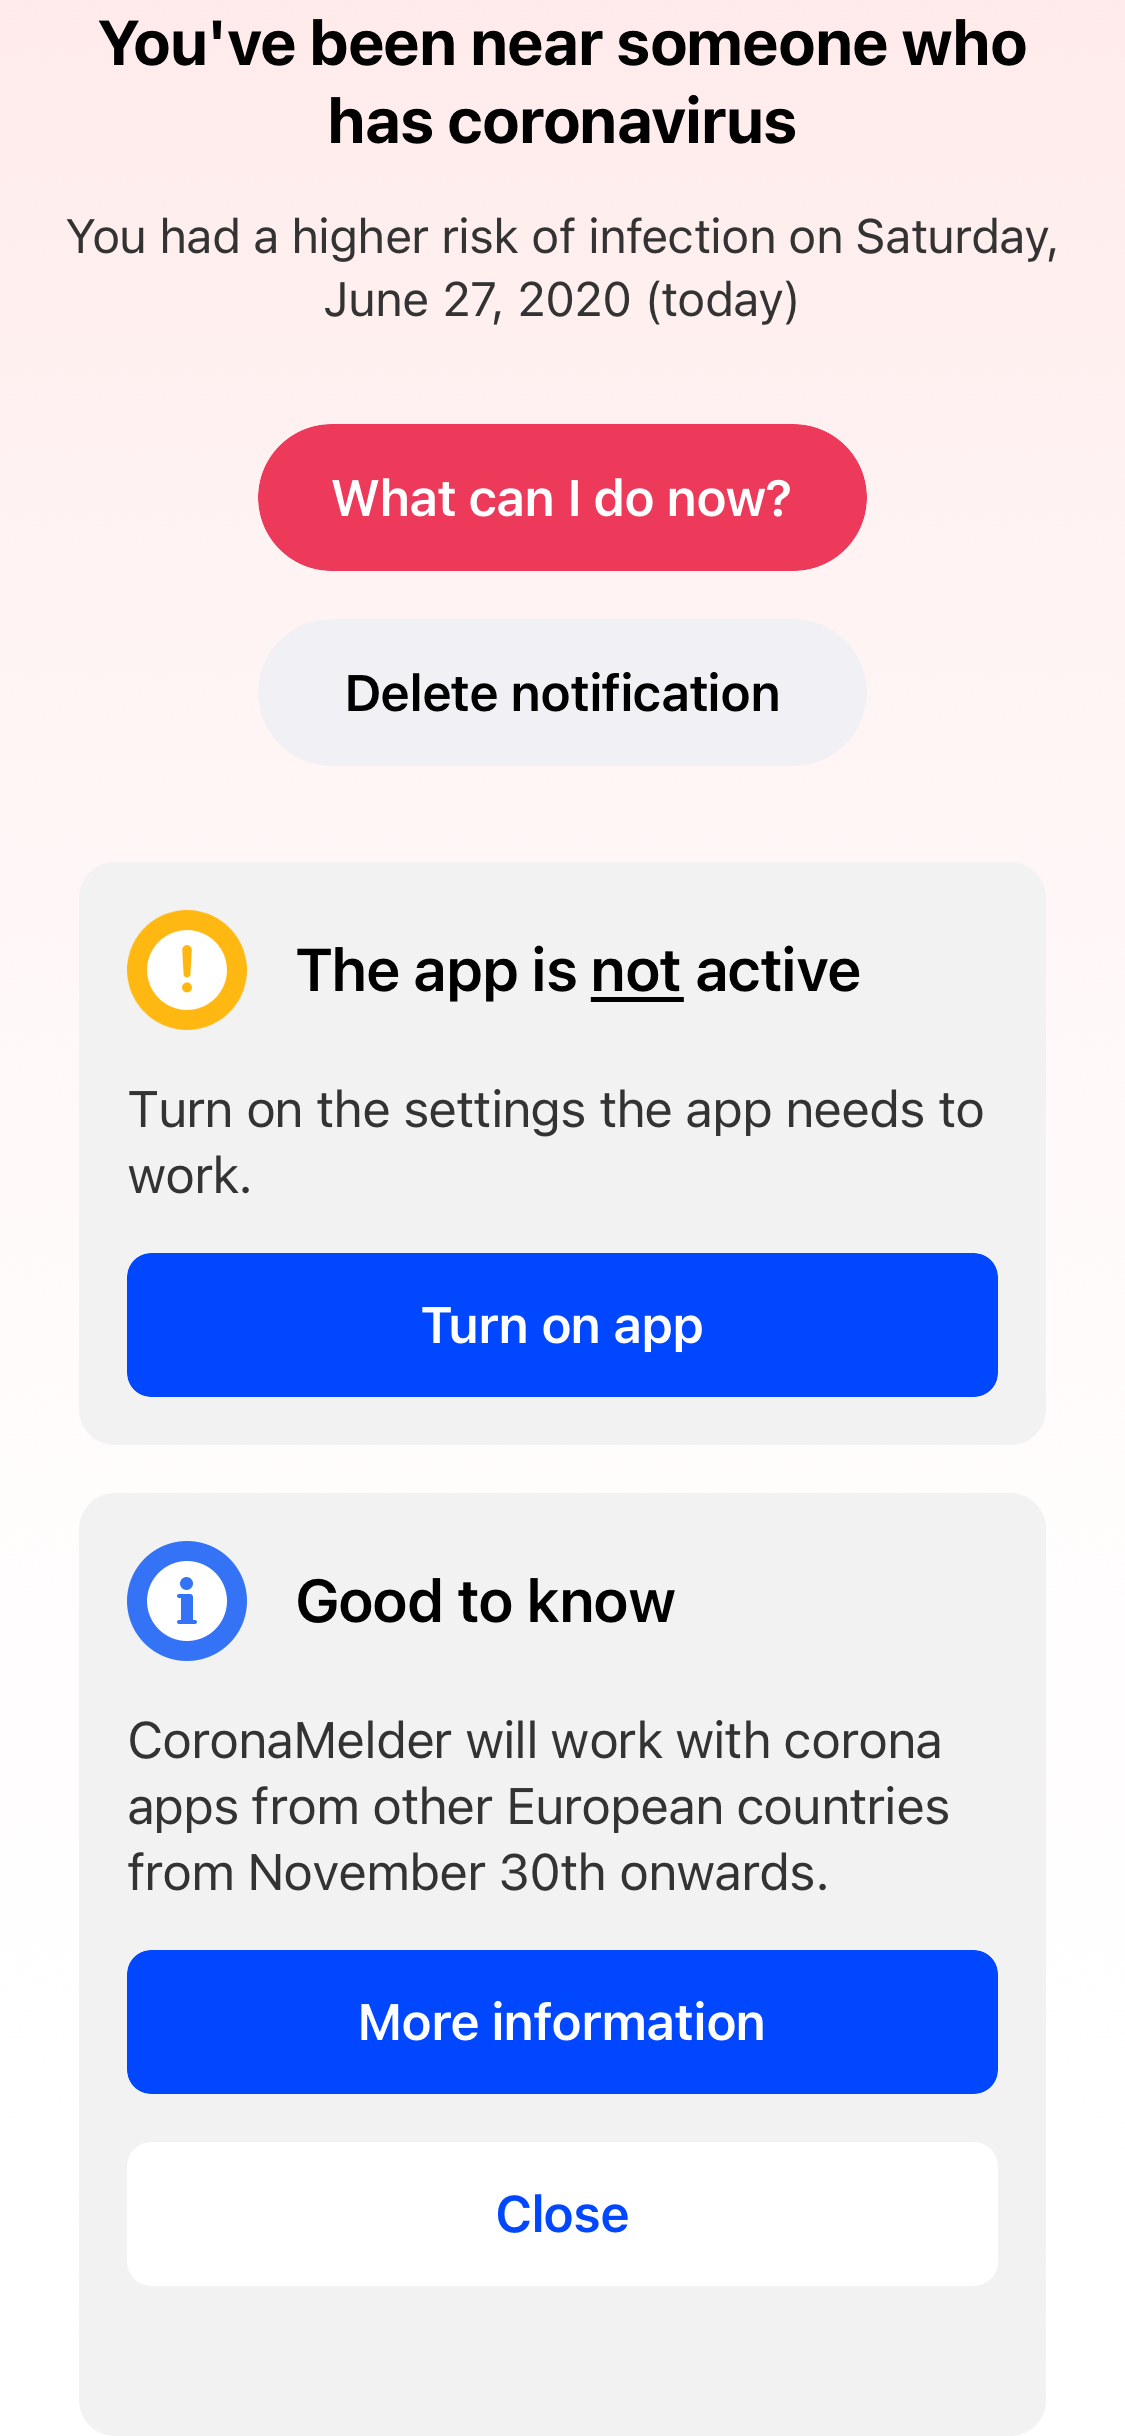 You've been near someone who
has coronavirus
You had a higher risk of infection on Saturday,
June 27, 2020 (today)
What can I do now?
Delete notification
The app is not active
Turn on the settings the app needs to
work.
Turn on app
Good to know
CoronaMelder will work with corona
apps from other European countries
from November 30th onwards.
More information
Close